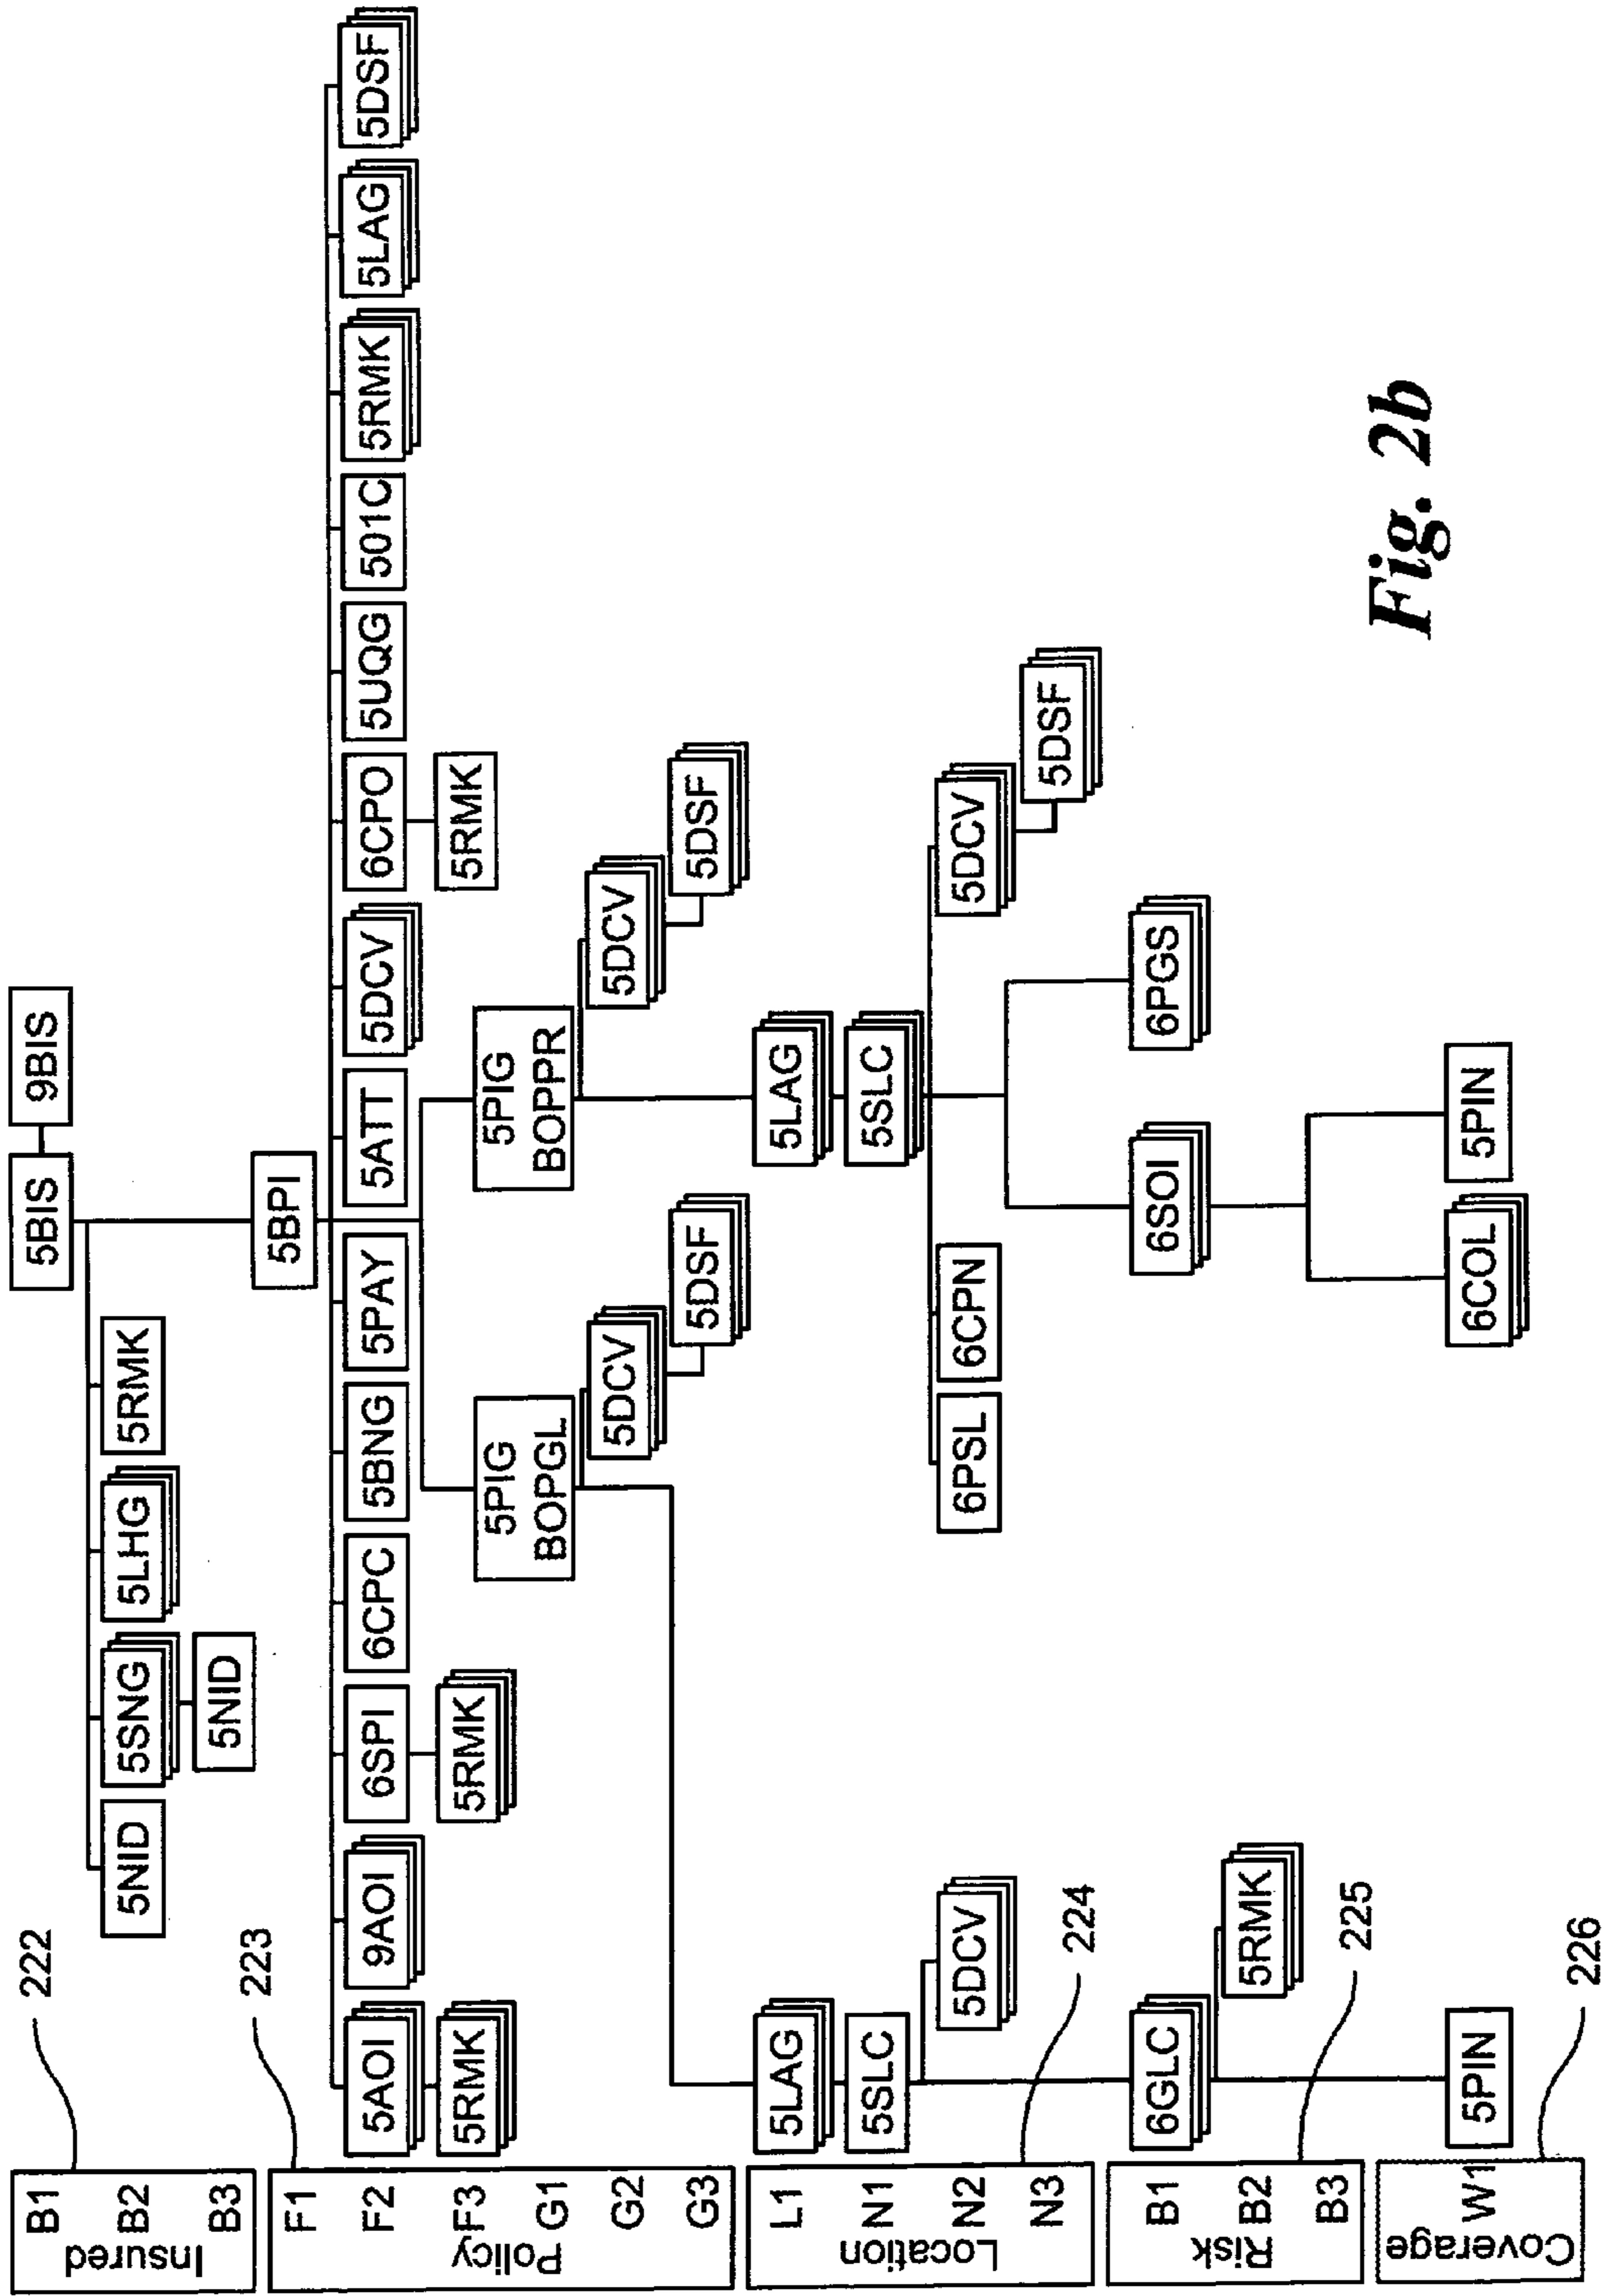 Insured
B1
B2
B3
222
5BIS
9BIS
5NID
5SNG
5LHG
5RMK
5NID
Policy
F1
F2
F3
G1
G2
G3
223
5BPI
5AOI
9AOI
6SPI
6CPC
5BNG
5PAY
5ATT
5DCV
6CPO
5UQG
501C
5RMK
5LAG
5DSF
5RMK
5RMK
5RMK
5PIG
BOPGL
5PIG
BOPPR
5DCV
5DCV
5DSF
5DSF
Location
L1
N1
N2
N3
224
5LAG
5LAG
5SLC
5SLC
5DCV
6PSL
6CPN
5DCV
5DSF
Risk
B1
B2
B3
225
6GLC
6SOI
6PGS
5RMK
Coverage
W1
226
5PIN
6COL
5PIN
Fig. 2b